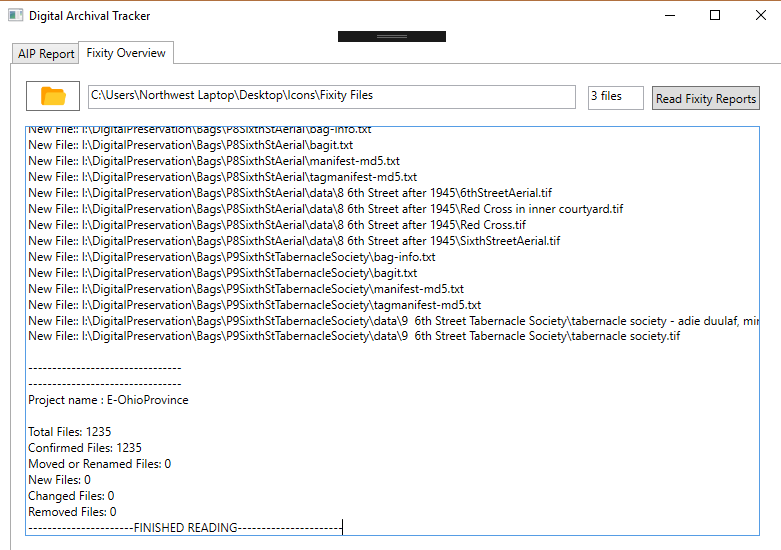 Digital Archival Tracker
AIP Report
Fixity Overview
C:\Users\Northwest Laptop\Desktop\Icons\Fixity Files
3 files
Read Fixity Reports
New File:: I:\DigitalPreservation\Bags\P8SixthStAerial\bag-info.txt
New File:: I:\DigitalPreservation\Bags\P8SixthStAerial\bagit.txt
New File:: I:\DigitalPreservation\Bags\P8SixthStAerial\manifest-md5.txt
New File:: I:\DigitalPreservation\Bags\P8SixthStAerial\tagmanifest-md5.txt
New File:: I:\DigitalPreservation\Bags\P8SixthStAerial\data\8 6th Street after 1945\6thStreetAerial.tif
New File:: I:\DigitalPreservation\Bags\P8SixthStAerial\data\8 6th Street after 1945\Red Cross in inner courtyard.tif
New File:: I:\DigitalPreservation\Bags\P8SixthStAerial\data\8 6th Street after 1945\Red Cross.tif
New File:: I:\DigitalPreservation\Bags\P8SixthStAerial\data\8 6th Street after 1945\SixthStreetAerial.tif
New File:: I:\DigitalPreservation\Bags\P9SixthStTabernacleSociety\bag-info.txt
New File:: I:\DigitalPreservation\Bags\P9SixthStTabernacleSociety\bagit.txt
New File:: I:\DigitalPreservation\Bags\P9SixthStTabernacleSociety\manifest-md5.txt
New File:: I:\DigitalPreservation\Bags\P9SixthStTabernacleSociety\tagmanifest-md5.txt
New File:: I:\DigitalPreservation\Bags\P9SixthStTabernacleSociety\data\9  6th Street Tabernacle Society\tabernacle society - adie duulaf,
New File:: I:\DigitalPreservation\Bags\P9SixthStTabernacleSociety\data\9  6th Street Tabernacle Society\tabernacle society.tif
--------------------------------
--------------------------------
Project name : E-OhioProvince
Total Files: 1235
Confirmed Files: 1235
Moved or Renamed Files: 0
New Files: 0
Changed Files: 0
Removed Files: 0
----------------------FINISHED READING----------------------